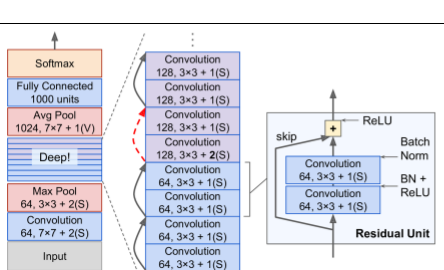 Softmax
Fully Connected
1000 units
Avg Pool
1024, 7×7 + 1(V)
Deep!
Max Pool
64, 3×3 + 2(S)
Convolution
64, 7×7 + 2(S)
Input
Convolution
128, 3×3 + 1(S)
Convolution
128, 3×3 + 1(S)
Convolution
128, 3×3 + 1(S)
Convolution
128, 3×3 + 2(S)
Convolution
64, 3×3 + 1(S)
Convolution
64, 3×3 + 1(S)
Convolution
64, 3×3 + 1(S)
Convolution
64, 3×3 + 1(S)
+
ReLU
skip
Batch
Norm
Convolution
64, 3×3 + 1(S)
BN +
ReLU
Convolution
64, 3×3 + 1(S)
Residual Unit